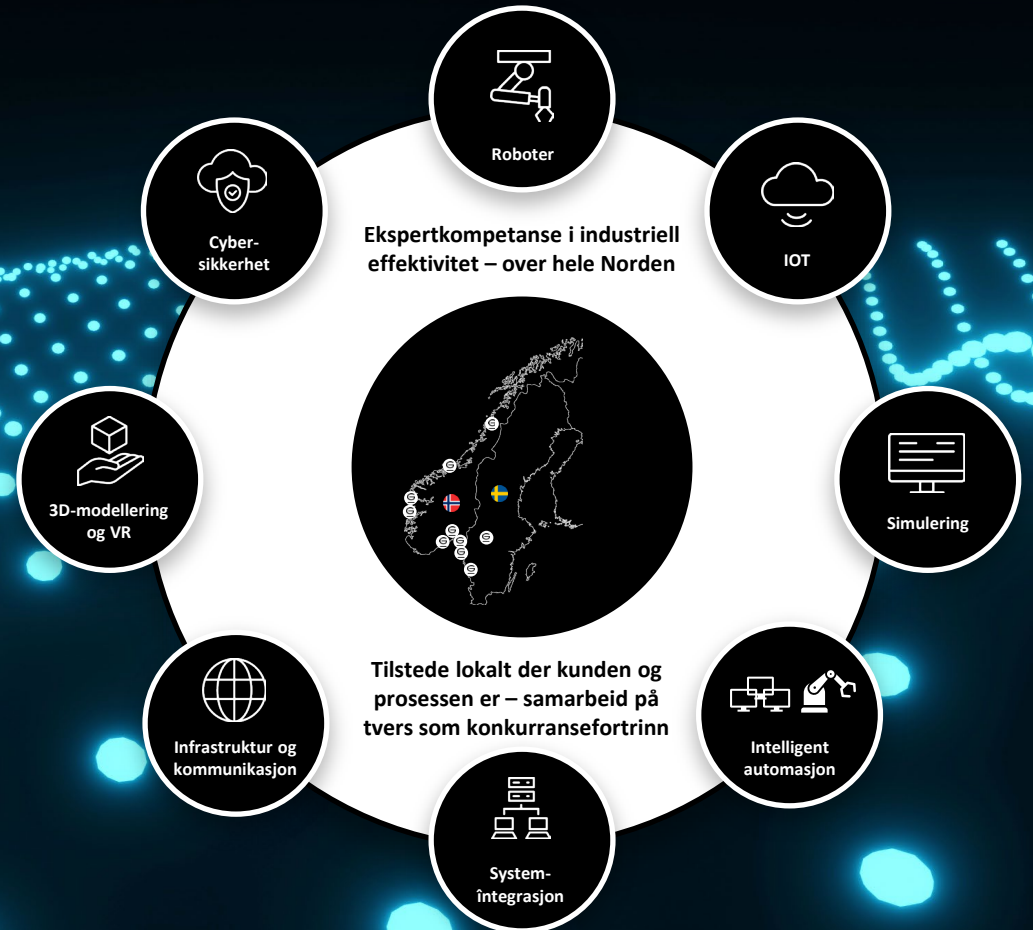 Roboter
Cyber-
sikkerhet
IOT
Ekspertkompetanse i industriell
effektivitet – over hele Norden
3D-modellering
og VR
Simulering
Tilstede lokalt der kunden og
prosessen er – samarbeid på
tvers som konkurransefortrinn
Infrastruktur og
kommunikasjon
Intelligent
automasjon
System-
întegrasjon